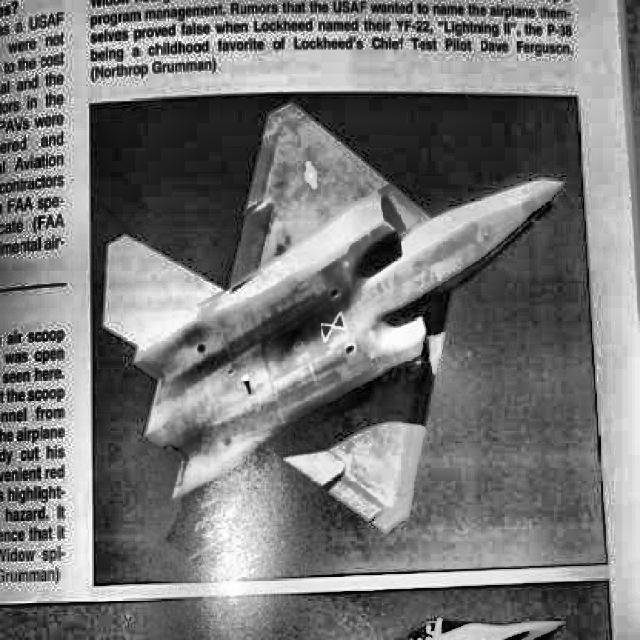 program management. Rumors that the USAF wanted to name the airplane them-
selves proved false when Lockheed named their YF-22, "Lightning II", the P-38
being a childhood favorite of Lockheed's Chief Test Pilot Dave Ferguson.
(Northrop Grumman)
s a USAF
were not
to the cost
al and the
tors in the
PAVs were
ered and
l Aviation
contractors
FAA spe-
cate (FAA
mental air-
air scoop
was open
seen here.
t the scoop
nnel from
he airplane
dy cut his
venient red
s highlight-
hazard. It
ence that it
Widow spi-
Grumman)